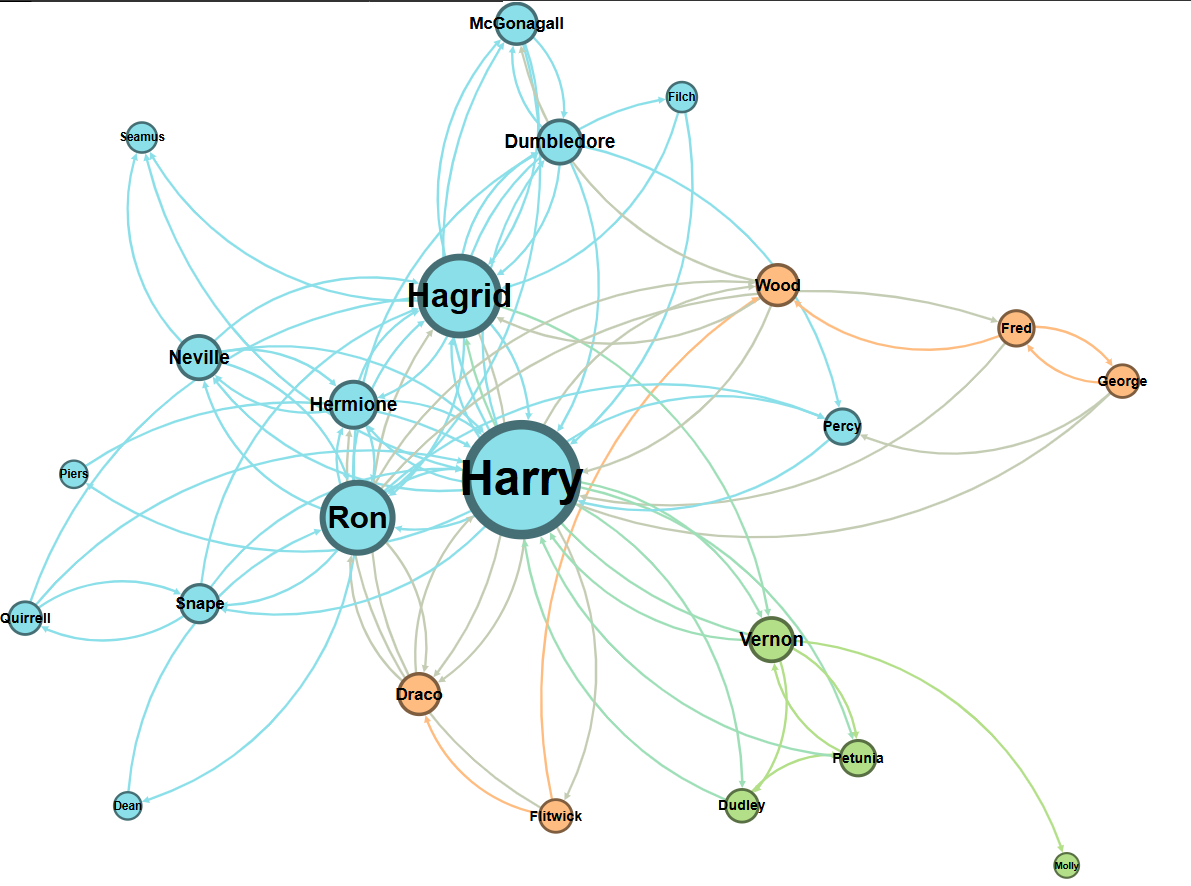 McGonagall
Filch
Seamus
Dumbledore
Wood
Hagrid
Fred
Neville
George
Hermione
Percy
Piers
Harry
Ron
Snape
Quirrell
Vernon
Draco
Petunia
Dean
Dudley
Flitwick
Molly